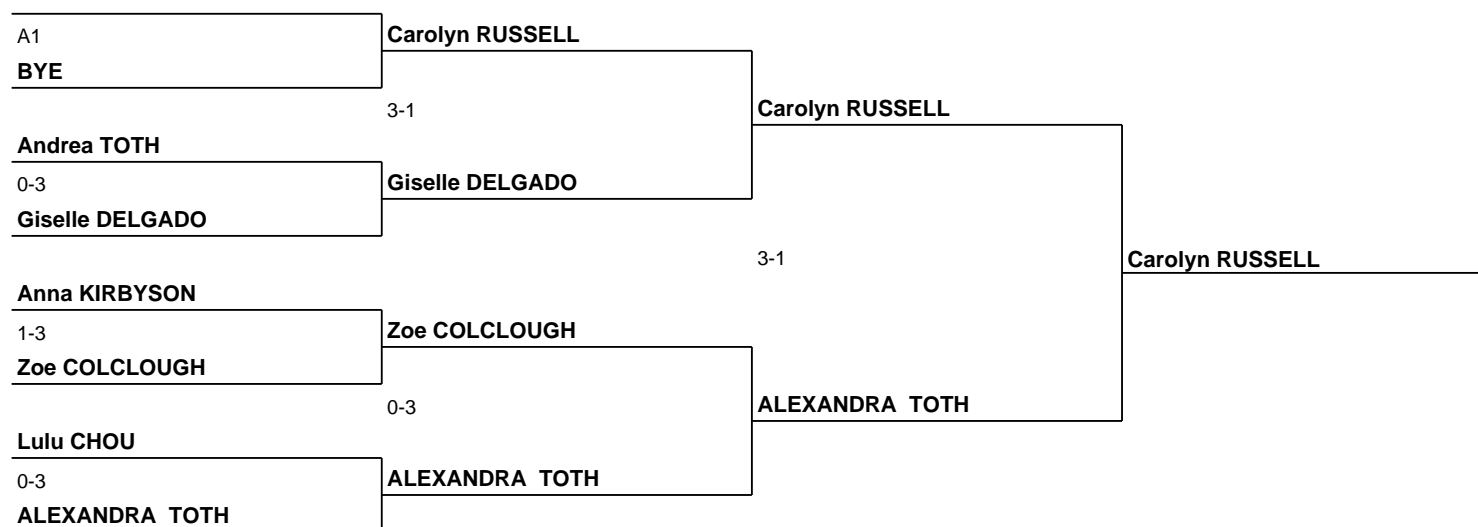 A1
BYE
Andrea TOTH
0-3
Giselle DELGADO
Anna KIRBYSON
1-3
Zoe COLCLOUGH
Lulu CHOU
0-3
ALEXANDRA TOTH
Carolyn RUSSELL
3-1
Giselle DELGADO
Zoe COLCLOUGH
0-3
ALEXANDRA TOTH
Carolyn RUSSELL
3-1
ALEXANDRA TOTH
Carolyn RUSSELL